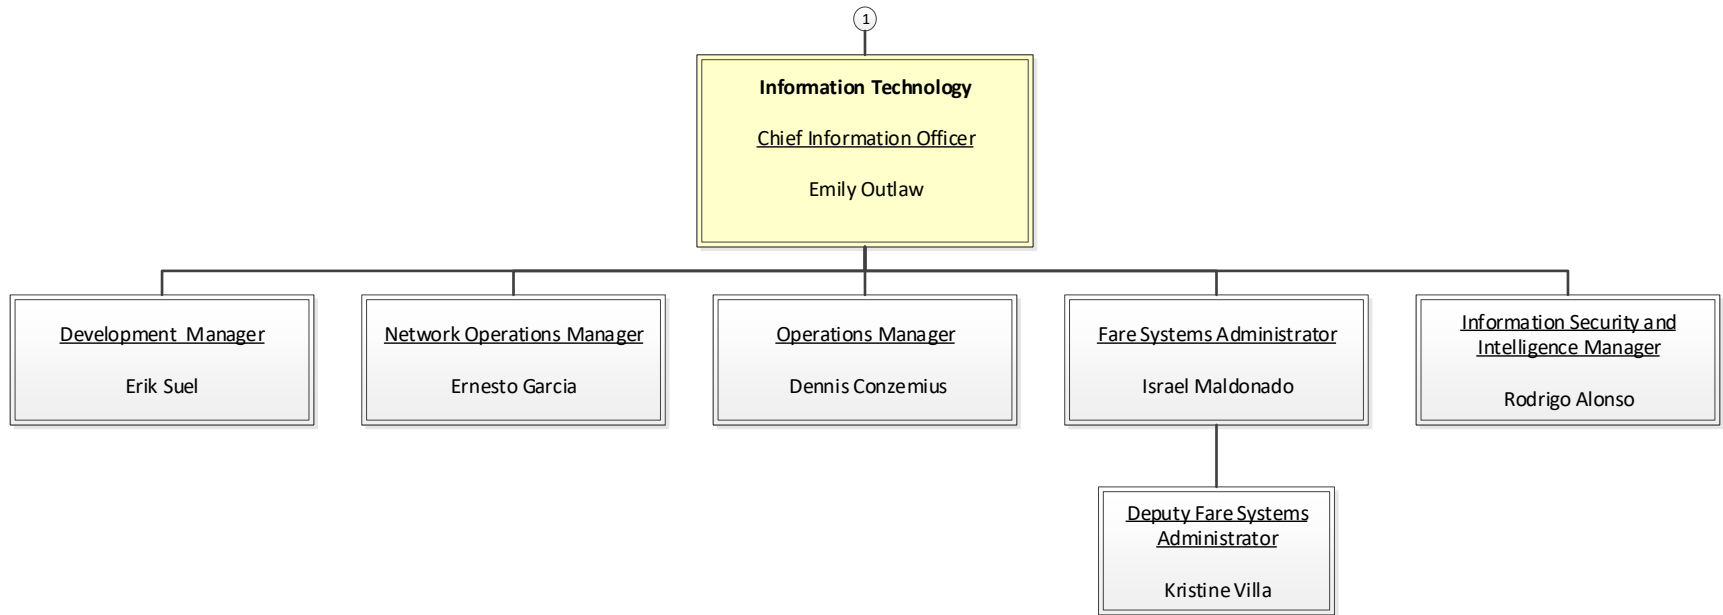 1
Information Technology
Chief Information Officer
Emily Outlaw
Development Manager
Erik Suel
Network Operations Manager
Ernesto Garcia
Operations Manager
Dennis Conzemius
Fare Systems Administrator
Israel Maldonado
Information Security and
Intelligence Manager
Rodrigo Alonso
Deputy Fare Systems
Administrator
Kristine Villa